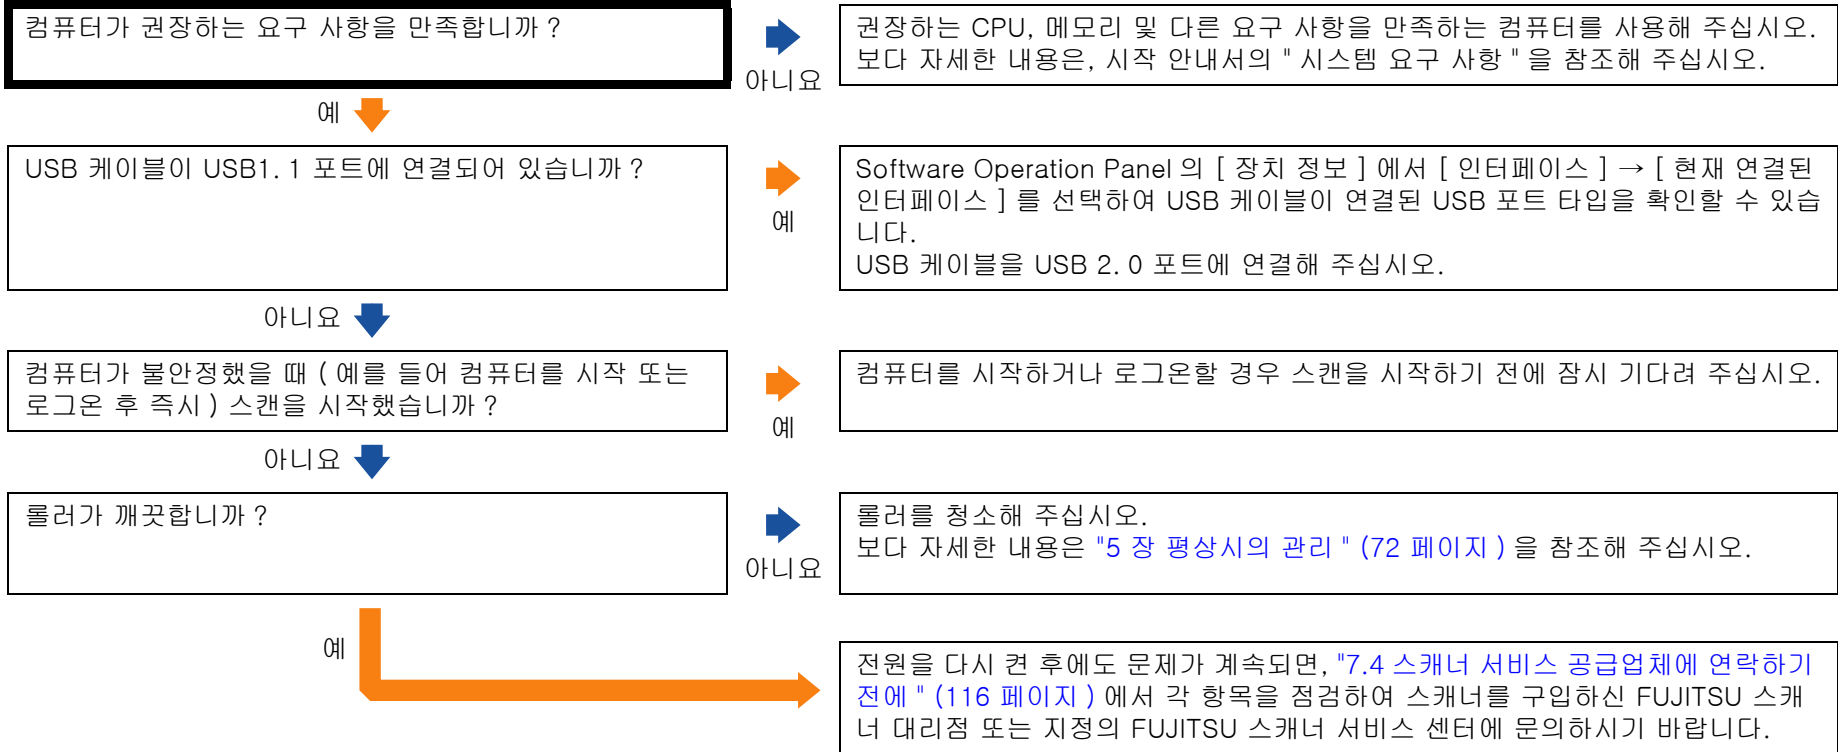 컴퓨터가 권장하는 요구 사항을 만족합니까 ?
아니요
권장하는 CPU, 메모리 및 다른 요구 사항을 만족하는 컴퓨터를 사용해 주십시오.
보다 자세한 내용은, 시작 안내서의 " 시스템 요구 사항 " 을 참조해 주십시오.
예
USB 케이블이 USB1. 1 포트에 연결되어 있습니까 ?
예
Software Operation Panel 의 [ 장치 정보 ] 에서 [ 인터페이스 ] → [ 현재 연결된
인터페이스 ] 를 선택하여 USB 케이블이 연결된 USB 포트 타입을 확인할 수 있습
니다.
USB 케이블을 USB 2. 0 포트에 연결해 주십시오.
아니요
컴퓨터가 불안정했을 때 ( 예를 들어 컴퓨터를 시작 또는
로그온 후 즉시 ) 스캔을 시작했습니까 ?
예
컴퓨터를 시작하거나 로그온할 경우 스캔을 시작하기 전에 잠시 기다려 주십시오.
아니요
롤러가 깨끗합니까 ?
아니요
롤러를 청소해 주십시오.
보다 자세한 내용은 "5 장 평상시의 관리 " (72 페이지 ) 을 참조해 주십시오.
예
전원을 다시 켠 후에도 문제가 계속되면, "7.4 스캐너 서비스 공급업체에 연락하기
전에 " (116 페이지 ) 에서 각 항목을 점검하여 스캐너를 구입하신 FUJITSU 스캐
너 대리점 또는 지정의 FUJITSU 스캐너 서비스 센터에 문의하시기 바랍니다.